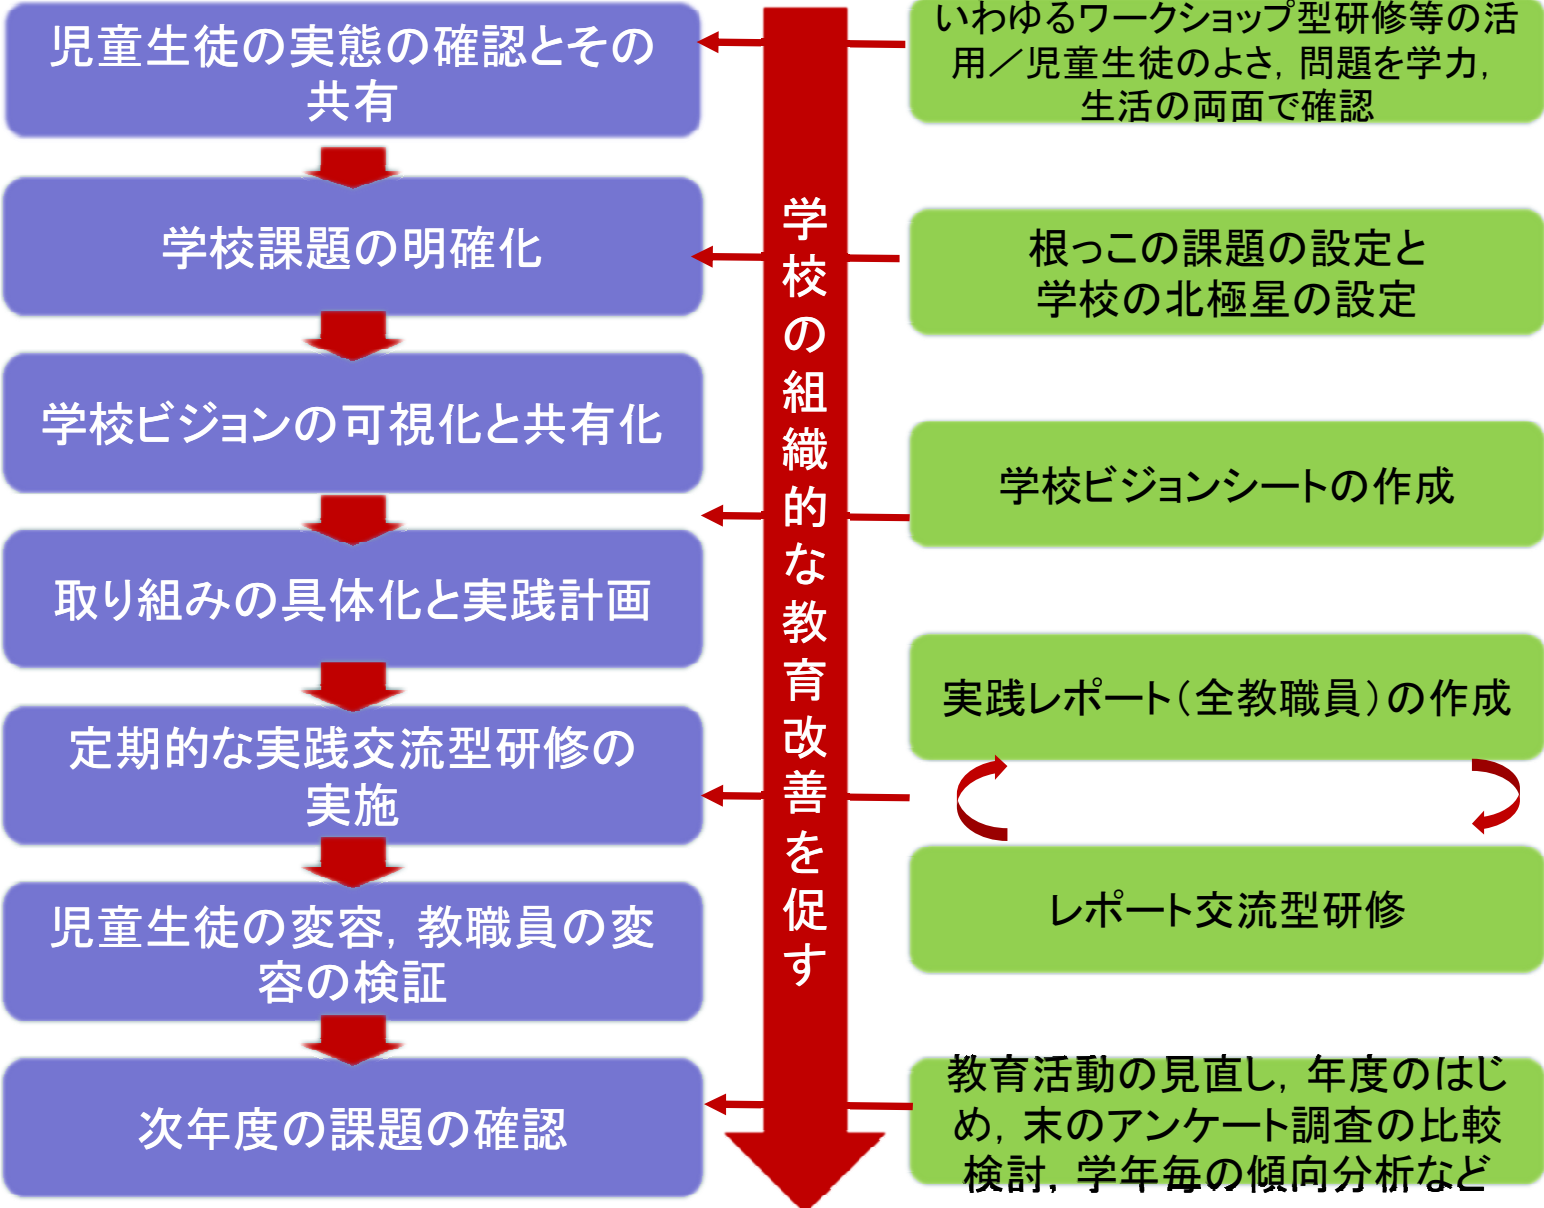 児童生徒の実態の確認とその
共有
学校課題の明確化
学校ビジョンの可視化と共有化
取り組みの具体化と実践計画
定期的な実践交流型研修の
実施
児童生徒の変容，教職員の変
容の検証
次年度の課題の確認
学校の組織的な教育改善を促す
いわゆるワークショップ型研修等の活
用／児童生徒のよさ，問題を学力，
生活の両面で確認
根っこの課題の設定と
学校の北極星の設定
学校ビジョンシートの作成
実践レポート（全教職員）の作成
レポート交流型研修
教育活動の見直し，年度のはじ
め，末のアンケート調査の比較
検討，学年毎の傾向分析など